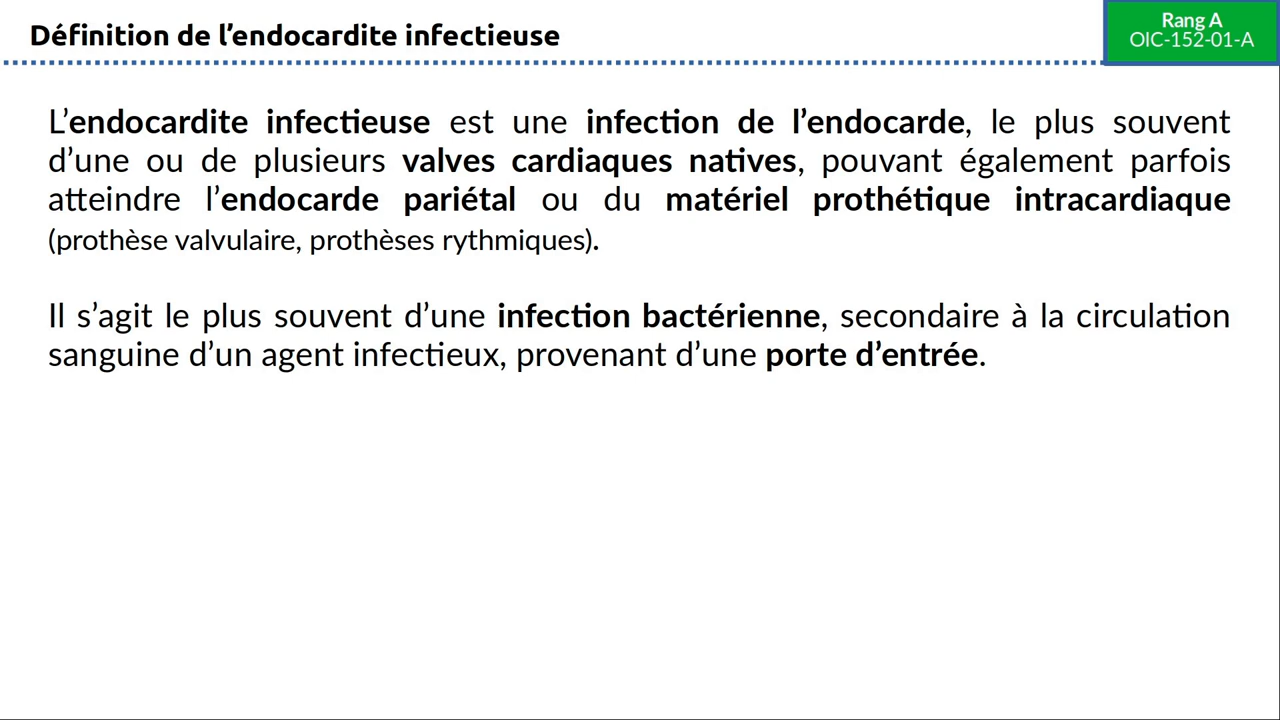 Définition de l’endocardite infectieuse
Rang A
OIC-152-01-A
L’endocardite infectieuse est une infection de l’endocarde, le plus souvent
d’une ou de plusieurs valves cardiaques natives, pouvant également parfois
atteindre l’endocarde pariétal ou du matériel prothétique intracardiaque
(prothèse valvulaire, prothèses rythmiques).
Il s’agit le plus souvent d’une infection bactérienne, secondaire à la circulation
sanguine d’un agent infectieux, provenant d’une porte d’entrée.